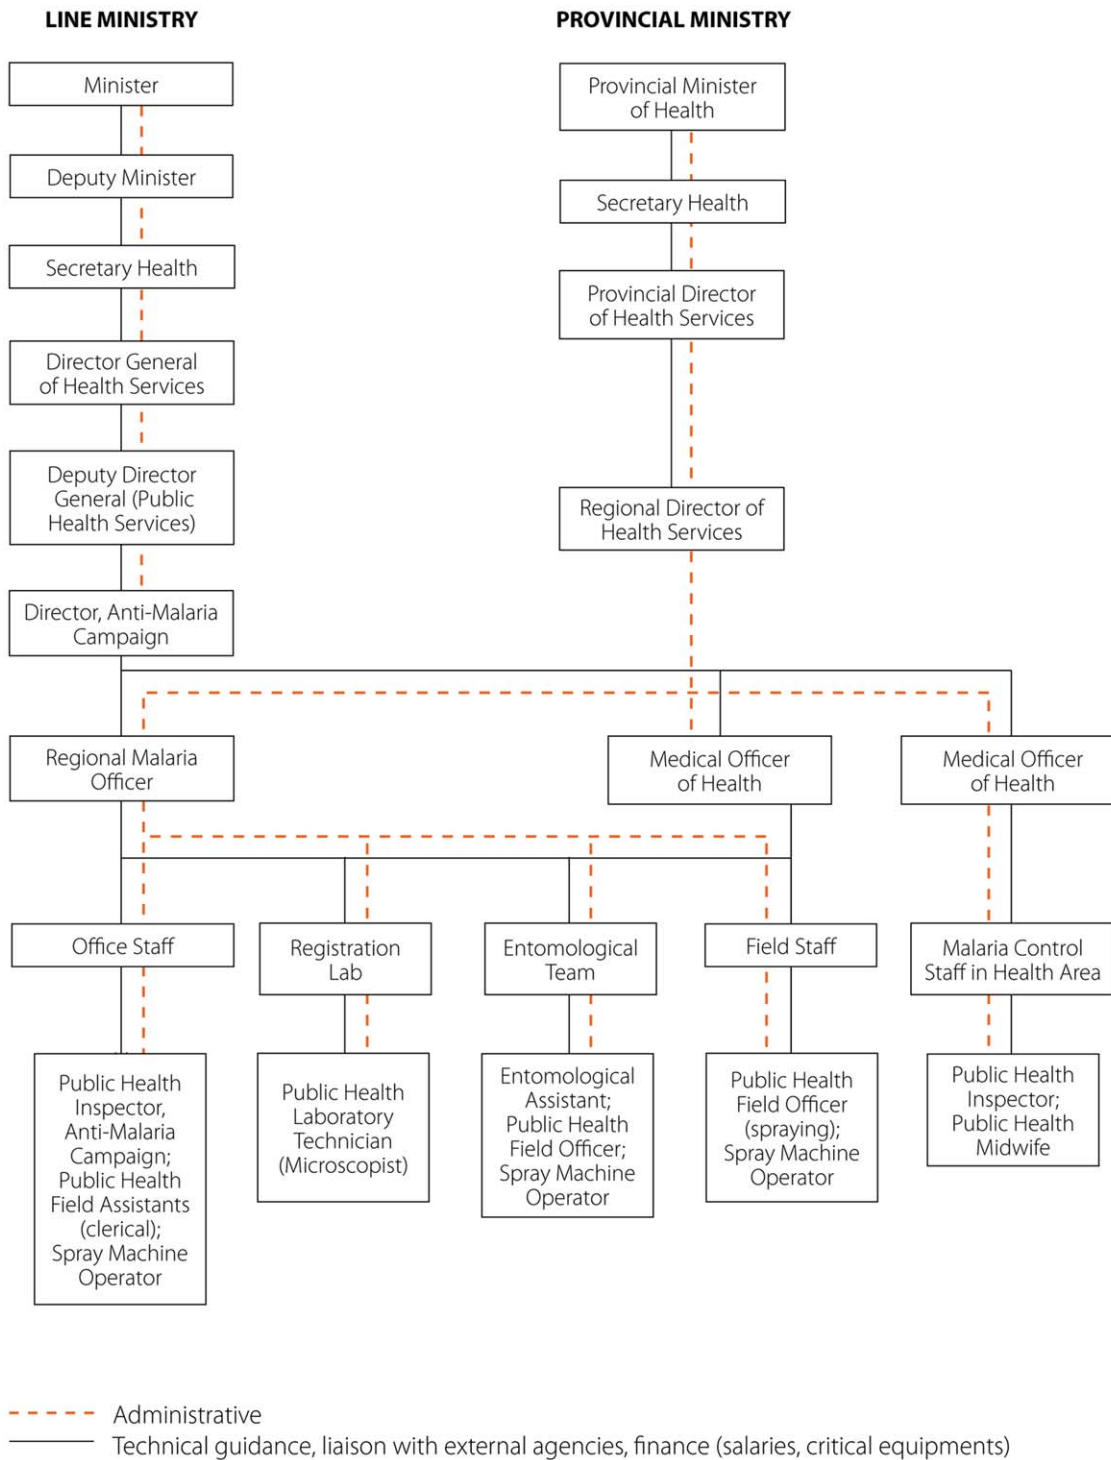 LINE MINISTRY
PROVINCIAL MINISTRY
Minister
Deputy Minister
Secretary Health
Director General
of Health Services
Deputy Director
General (Public
Health Services)
Director, Anti-Malaria
Campaign
Provincial Minister
of Health
Secretary Health
Provincial Director
of Health Services
Regional Director of
Health Services
Regional Malaria
Officer
Medical Officer
of Health
Medical Officer
of Health
Office Staff
Registration
Lab
Entomological
Team
Field Staff
Malaria Control
Staff in Health Area
Public Health
Inspector,
Anti-Malaria
Campaign;
Public Health
Field Assistants
(clerical);
Spray Machine
Operator
Public Health
Laboratory
Technician
(Microscopist)
Entomological
Assistant;
Public Health
Field Officer;
Spray Machine
Operator
Public Health
Field Officer
(spraying);
Spray Machine
Operator
Public Health
Inspector;
Public Health
Midwife
Administrative
Technical guidance, liaison with external agencies, finance (salaries, critical equipments)